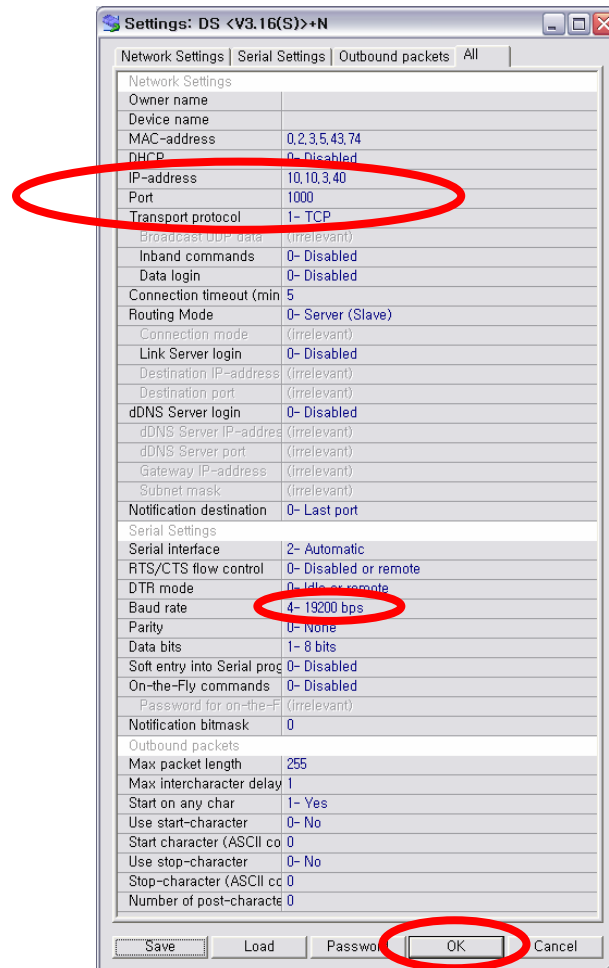 Settings: DS <V3.16(S)>+N
Network Settings Serial Settings Outbound packets All
Network Settings
Owner name
Device name
MAC-address 0,2,3,5,43,74
DHCP 0- Disabled
IP-address 10,10,3,40
Port 1000
Transport protocol 1- TCP
Broadcast UDP data (irrelevant)
Inband commands 0- Disabled
Data login 0- Disabled
Connection timeout (min 5
Routing Mode 0- Server (Slave)
Connection mode (irrelevant)
Link Server login 0- Disabled
Destination IP-address (irrelevant)
Destination port (irrelevant)
dDNS Server login 0- Disabled
dDNS Server IP-addres (irrelevant)
dDNS Server port (irrelevant)
Gateway IP-address (irrelevant)
Subnet mask (irrelevant)
Notification destination 0- Last port
Serial Settings
Serial interface 2- Automatic
RTS/CTS flow control 0- Disabled or remote
DTR mode 0- Idle or remote
Baud rate 4- 19200 bps
Parity 0- None
Data bits 1- 8 bits
Soft entry into Serial prog 0- Disabled
On-the-Fly commands 0- Disabled
Password for on-the-F (irrelevant)
Notification bitmask 0
Outbound packets
Max packet length 255
Max intercharacter delay 1
Start on any char 1- Yes
Use start-character 0- No
Start character (ASCII co 0
Use stop-character 0- No
Stop-character (ASCII cc 0
Number of post-characte 0
Save Load Password OK Cancel